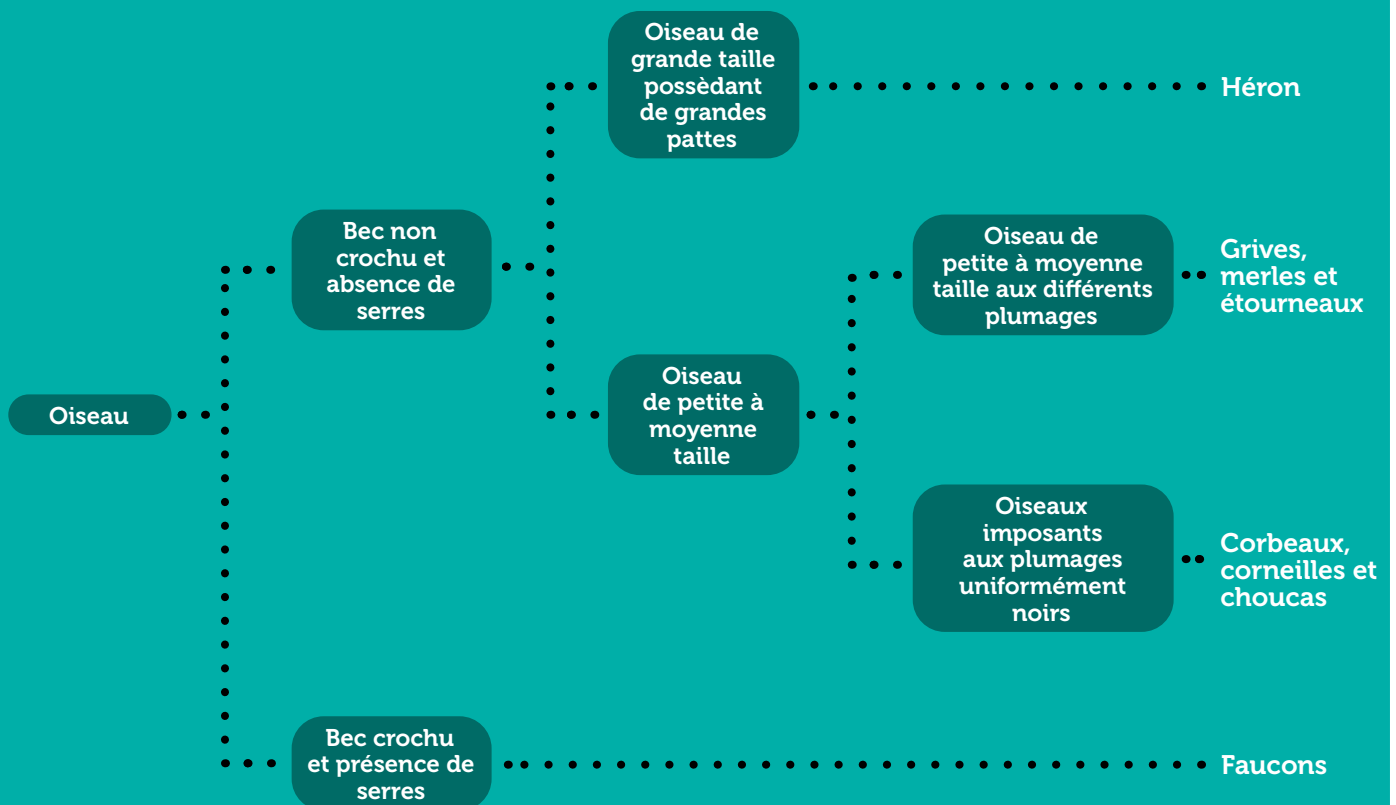 Oiseau de
grande taille
possèdant
de grandes
pattes
Héron
Bec non
crochu et
absence de
serres
Oiseau de
petite à moyenne
taille aux différents
plumages
Grives,
merles et
étourneaux
Oiseau
Oiseau
de petite à
moyenne
taille
Oiseaux
imposants
aux plumages
uniformément
noirs
Corbeaux,
corneilles et
choucas
Bec crochu
et présence de
serres
Faucons